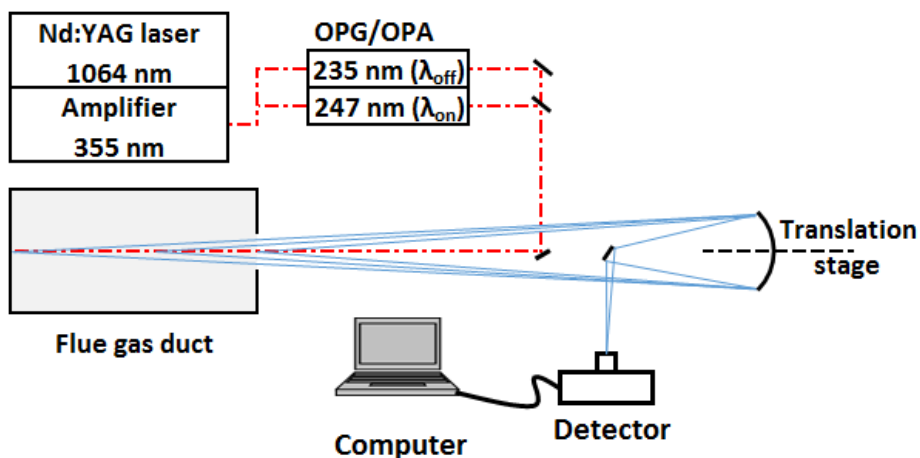 Nd:YAG laser
1064 nm
Amplifier
355 nm
OPG/OPA
235 nm (λoff)
247 nm (λon)
Translation
stage
Flue gas duct
Computer
Detector